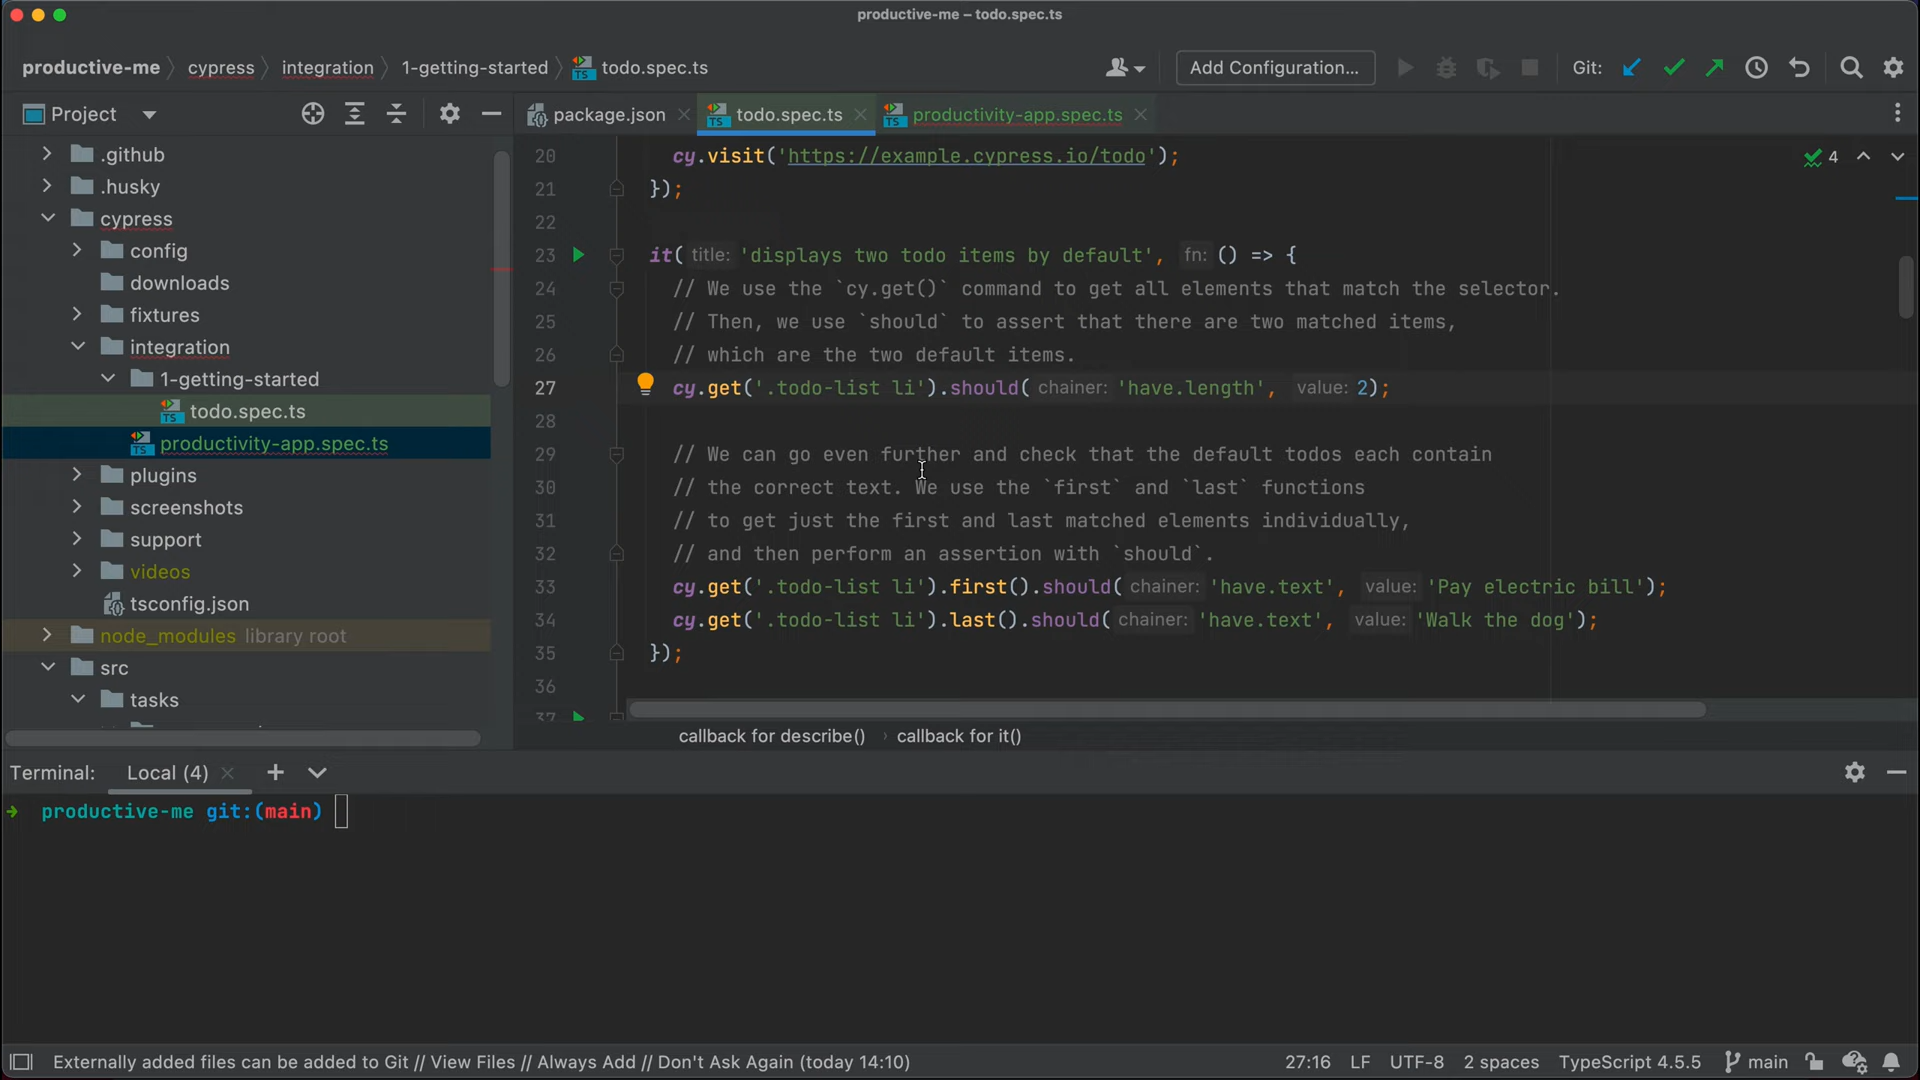 productive-me – todo.spec.ts
productive-me cypress integration 1-getting-started TS todo.spec.ts
Add Configuration... Git:
Project
package.json TS todo.spec.ts TS productivity-app.spec.ts
.github
.husky
cypress
config
downloads
fixtures
integration
1-getting-started
TS todo.spec.ts
TS productivity-app.spec.ts
plugins
screenshots
support
videos
tsconfig.json
node_modules library root
src
tasks
4
20 cy.visit('https://example.cypress.io/todo');
21 });
22
23 it( title: 'displays two todo items by default', fn: () => {
24 // We use the `cy.get()` command to get all elements that match the selector.
25 // Then, we use `should` to assert that there are two matched items,
26 // which are the two default items.
27 cy.get('.todo-list li').should( chainer: 'have.length', value: 2);
28
29 // We can go even further and check that the default todos each contain
30 // the correct text. We use the `first` and `last` functions
31 // to get just the first and last matched elements individually,
32 // and then perform an assertion with `should`.
33 cy.get('.todo-list li').first().should( chainer: 'have.text', value: 'Pay electric bill');
34 cy.get('.todo-list li').last().should( chainer: 'have.text', value: 'Walk the dog');
35 });
36
37
callback for describe() › callback for it()
Terminal: Local (4)
productive-me git:(main)
Externally added files can be added to Git // View Files // Always Add // Don't Ask Again (today 14:10) 27:16 LF UTF-8 2 spaces TypeScript 4.5.5 main